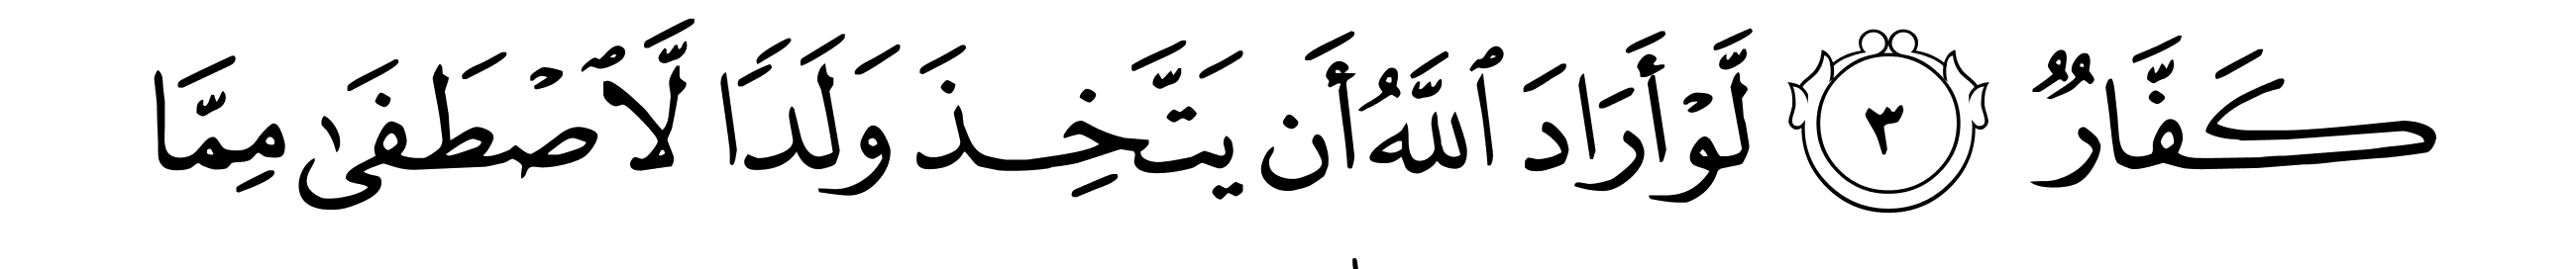 كَفَّارٌ ٣ لَّوْ أَرَادَ ٱللَّهُ أَن يَتَّخِذَ وَلَدًا لَّٱصْطَفَىٰ مِمَّا